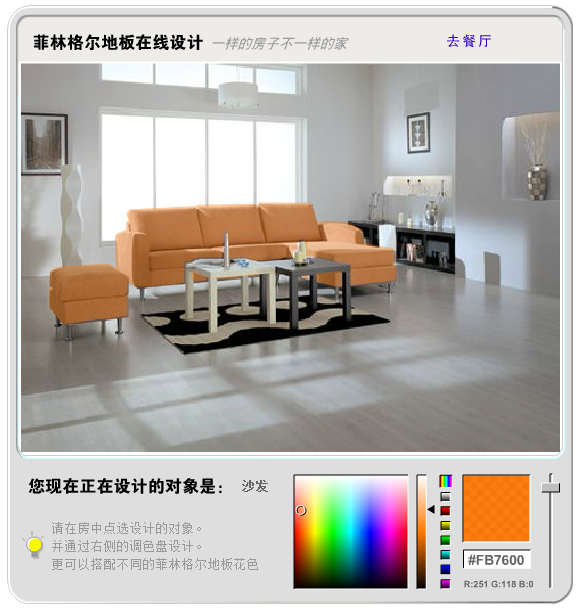 菲林格尔地板在线设计 一样的房子不一样的家 去餐厅
您现在正在设计的对象是： 沙发
请在房中点选设计的对象。
并通过右侧的调色盘设计。
更可以搭配不同的菲林格尔地板花色
#FB7600
R:251 G:118 B:0